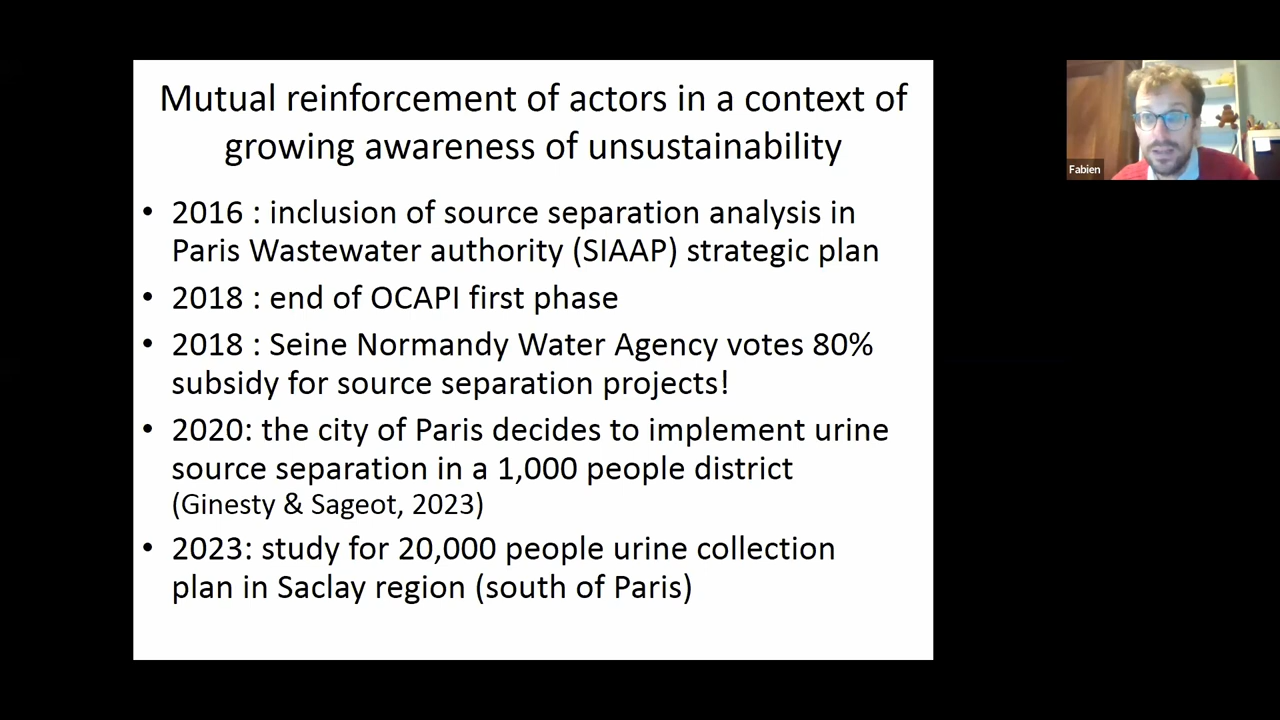 Mutual reinforcement of actors in a context of
growing awareness of unsustainability
• 2016 : inclusion of source separation analysis in
Paris Wastewater authority (SIAAP) strategic plan
• 2018 : end of OCAPI first phase
• 2018 : Seine Normandy Water Agency votes 80%
subsidy for source separation projects!
• 2020: the city of Paris decides to implement urine
source separation in a 1,000 people district
(Ginesty & Sageot, 2023)
• 2023: study for 20,000 people urine collection
plan in Saclay region (south of Paris)
Fabien